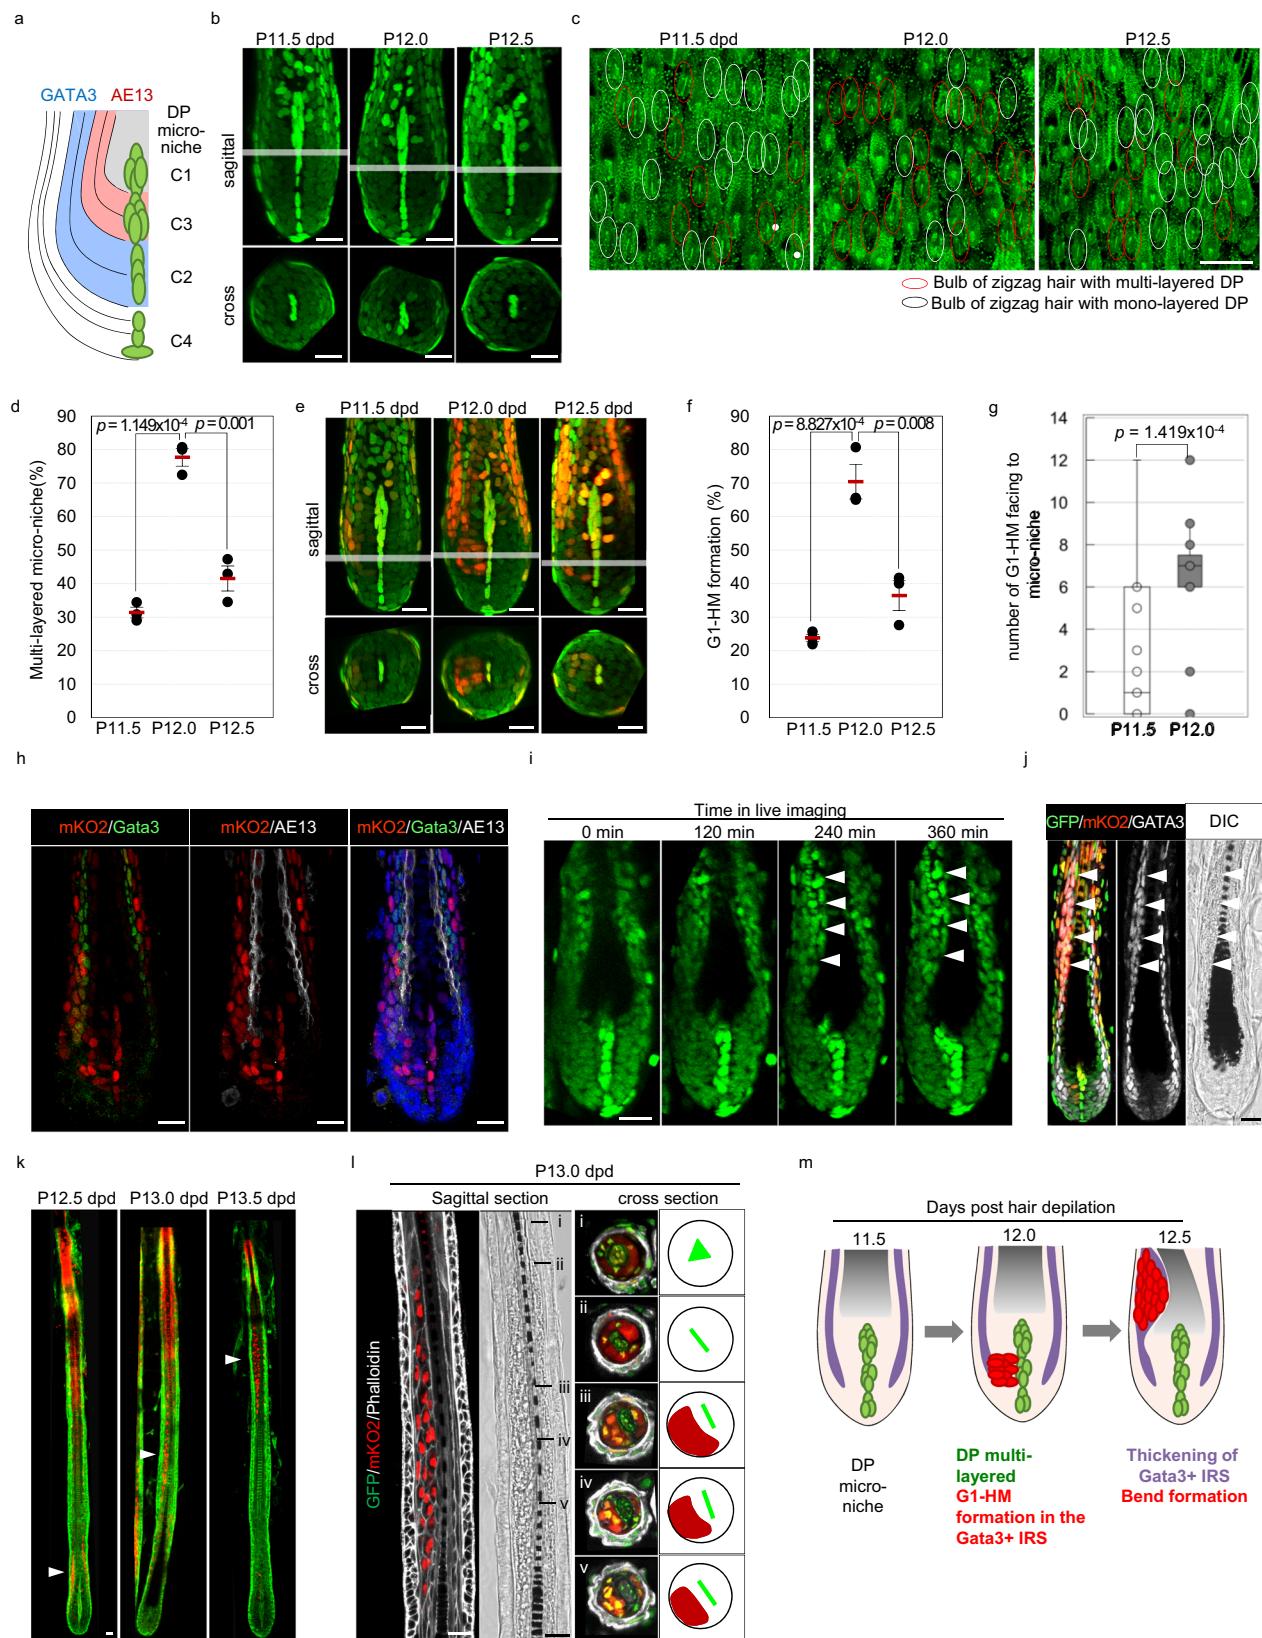 a
GATA3 AE13
DP
micro-
niche
C1
C3
C2
C4
b
P11.5 dpd P12.0 P12.5
sagittal
cross
c
P11.5 dpd P12.0 P12.5
Bulb of zigzag hair with multi-layered DP
Bulb of zigzag hair with mono-layered DP
d
Multi-layered micro-niche(%)
90
80
70
60
50
40
30
20
10
0
p = 1.149x10-4 p = 0.001
P11.5 P12.0 P12.5
e
P11.5 dpd P12.0 dpd P12.5 dpd
sagittal
cross
f
G1-HM formation (%)
90
80
70
60
50
40
30
20
10
0
p = 8.827x10-4 p = 0.008
P11.5 P12.0 P12.5
g
number of G1-HM facing to
micro-niche
14
12
10
8
6
4
2
0
p = 1.419x10-4
P11.5 P12.0
h
mKO2/Gata3 mKO2/AE13 mKO2/Gata3/AE13
i
Time in live imaging
0 min 120 min 240 min 360 min
j
GFP/mKO2/GATA3 DIC
k
P12.5 dpd P13.0 dpd P13.5 dpd
l
P13.0 dpd
Sagittal section cross section
GFP/mKO2/Phalloidin
i
ii
iii
iv
v
i
ii
iii
iv
v
m
Days post hair depilation
11.5 12.0 12.5
DP
micro-
niche
DP multi-
layered
G1-HM
formation in the
Gata3+ IRS
Thickening of
Gata3+ IRS
Bend formation